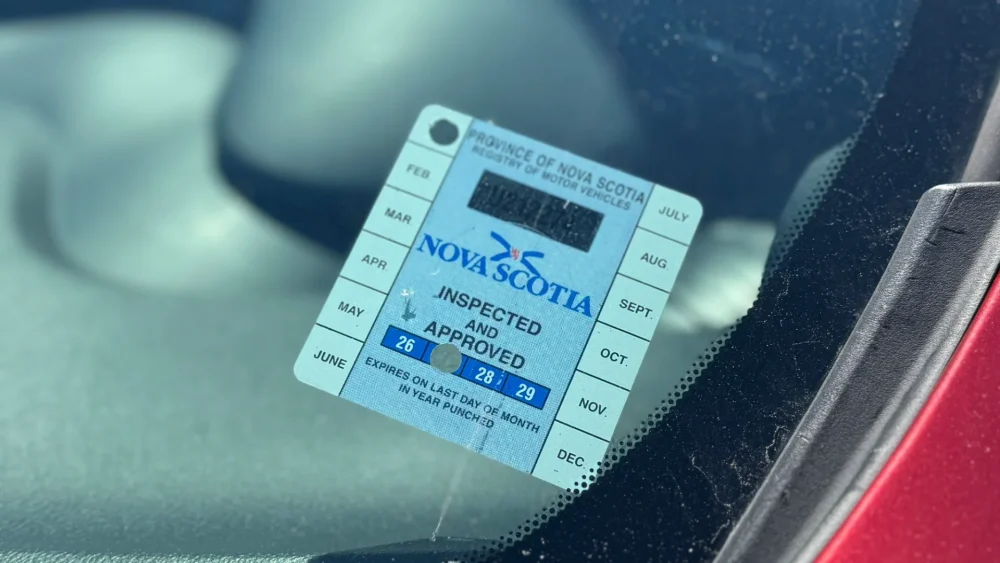 PROVINCE OF NOVA SCOTIA
REGISTRY OF MOTOR VEHICLES
NOVA SCOTIA
INSPECTED
AND
APPROVED
26 28 29
EXPIRES ON LAST DAY OF MONTH
IN YEAR PUNCHED
FEB.
MAR
APR.
MAY
JUNE
JULY
AUG.
SEPT.
OCT.
NOV.
DEC.